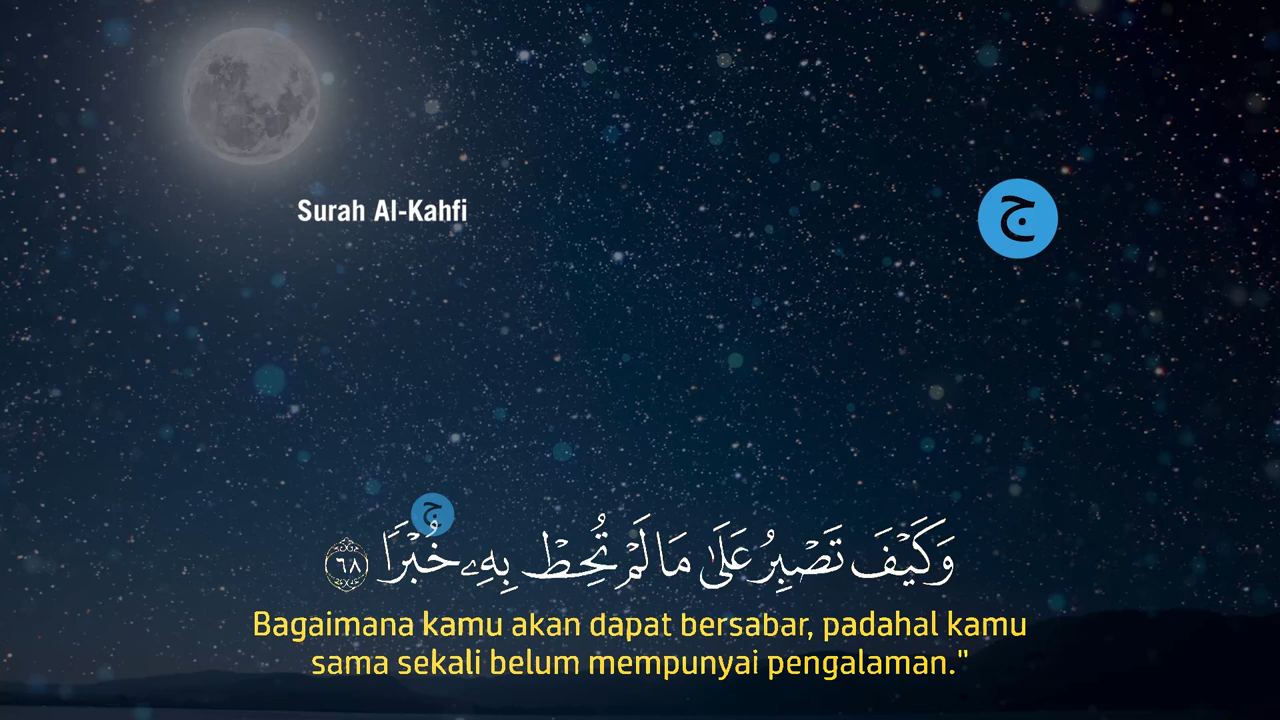 Surah Al-Kahfi
ج
ج
وَكَيْفَ تَصْبِرُ عَلَىٰ مَا لَمْ تُحِطْ بِهِۦ خُبْرًا ٦٨
Bagaimana kamu akan dapat bersabar, padahal kamu
sama sekali belum mempunyai pengalaman."